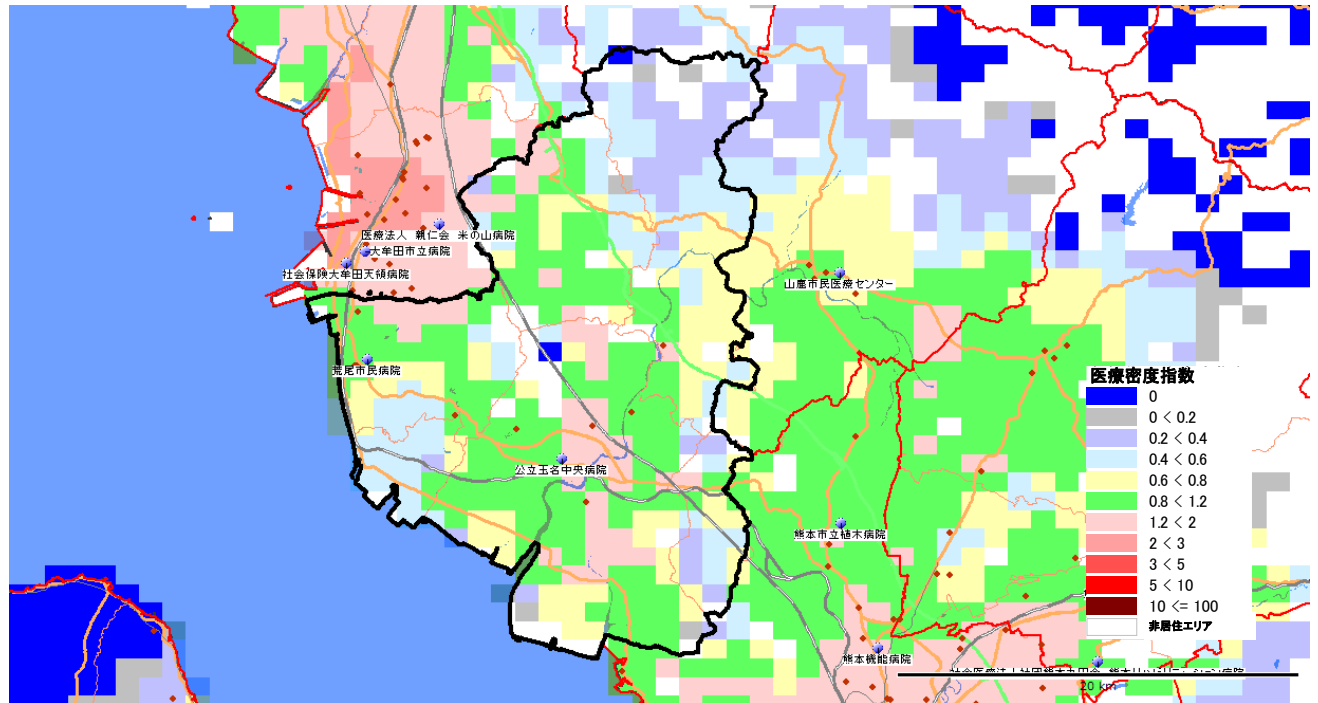 医療法人 親仁会 米の山病院
大牟田市立病院
社会保険大牟田天領病院
山鹿市民医療センター
荒尾市民病院
公立玉名中央病院
熊本市立植木病院
熊本機能病院
医療密度指数
0
0 < 0.2
0.2 < 0.4
0.4 < 0.6
0.6 < 0.8
0.8 < 1.2
1.2 < 2
2 < 3
3 < 5
5 < 10
10 <= 100
非居住エリア
20 km